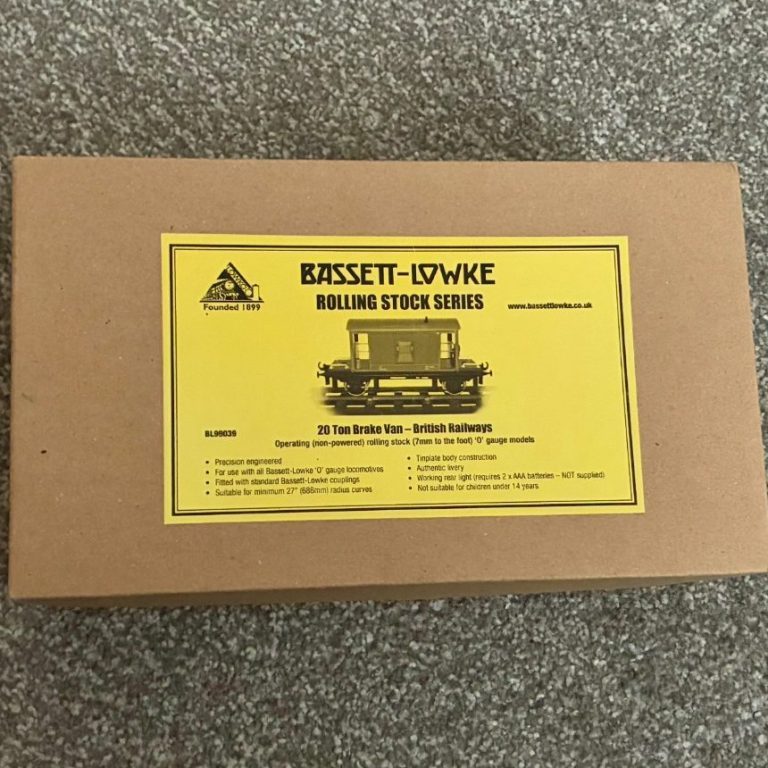 BASSETT-LOWKE
ROLLING STOCK SERIES
www.bassettlowke.co.uk
Founded 1899
BL99039
20 Ton Brake Van – British Railways
Operating (non-powered) rolling stock (7mm to the foot) 'O' gauge models
• Precision engineered
• For use with all Bassett-Lowke 'O' gauge locomotives
• Fitted with standard Bassett-Lowke couplings
• Suitable for minimum 27" (686mm) radius curves
• Tinplate body construction
• Authentic livery
• Working rear light (requires 2 x AAA batteries – NOT supplied)
• Not suitable for children under 14 years